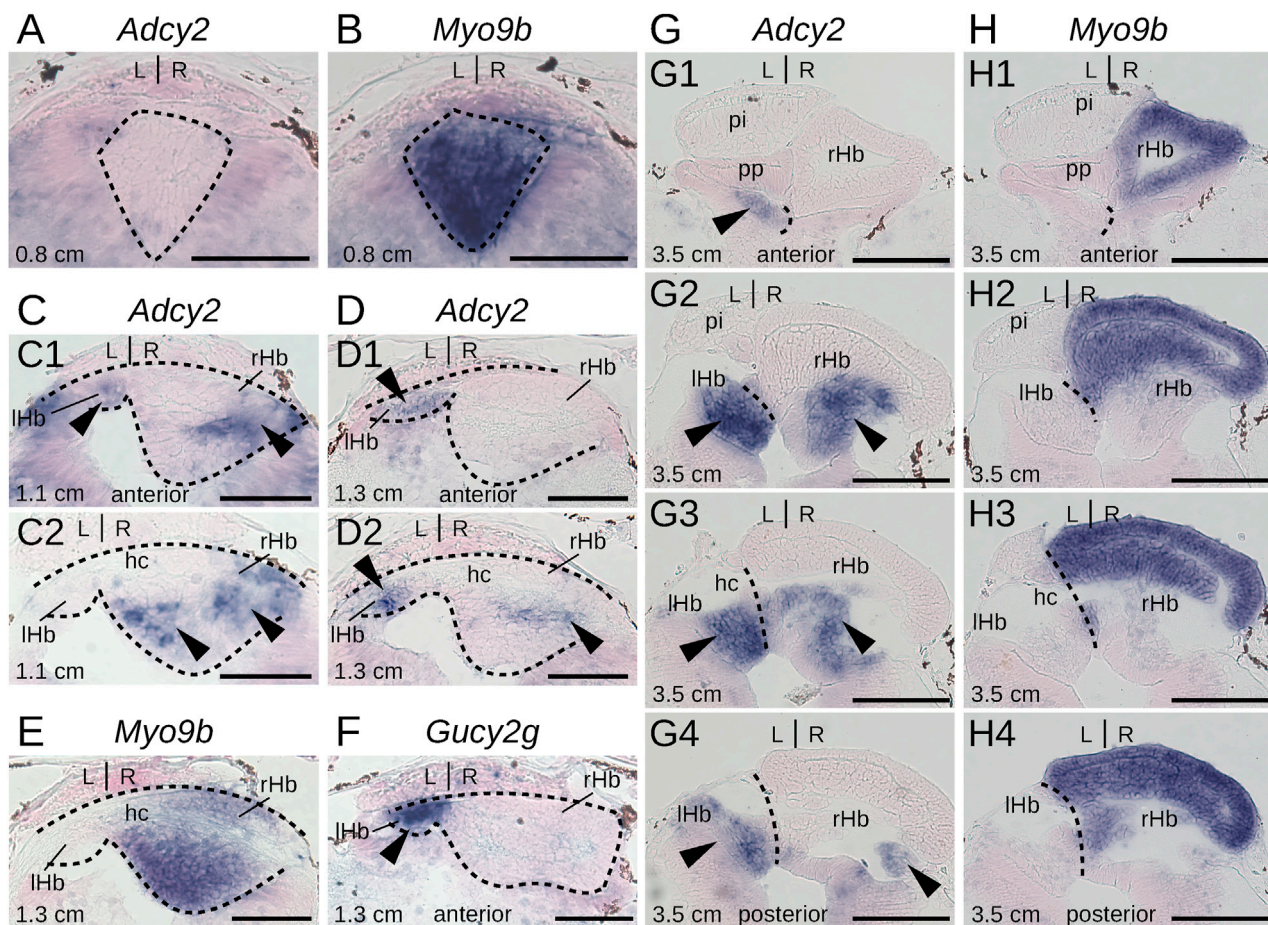 A
Adcy2
L | R
0.8 cm
B
Myo9b
L | R
0.8 cm
C
Adcy2
C1
L | R
rHb
lHb
1.1 cm
anterior
C2
L | R
hc
rHb
lHb
1.1 cm
D
Adcy2
D1
L | R
rHb
lHb
1.3 cm
anterior
D2
L | R
hc
rHb
lHb
1.3 cm
E
Myo9b
L | R
rHb
hc
lHb
1.3 cm
F
Gucy2g
L | R
rHb
lHb
1.3 cm
anterior
G
Adcy2
G1
L | R
pi
rHb
pp
3.5 cm
anterior
G2
L | R
pi
rHb
lHb
3.5 cm
G3
L | R
rHb
hc
lHb
3.5 cm
G4
L | R
lHb
rHb
3.5 cm
posterior
H
Myo9b
H1
L | R
pi
rHb
pp
3.5 cm
anterior
H2
L | R
pi
lHb
rHb
3.5 cm
H3
L | R
hc
rHb
lHb
3.5 cm
H4
L | R
lHb
rHb
3.5 cm
posterior